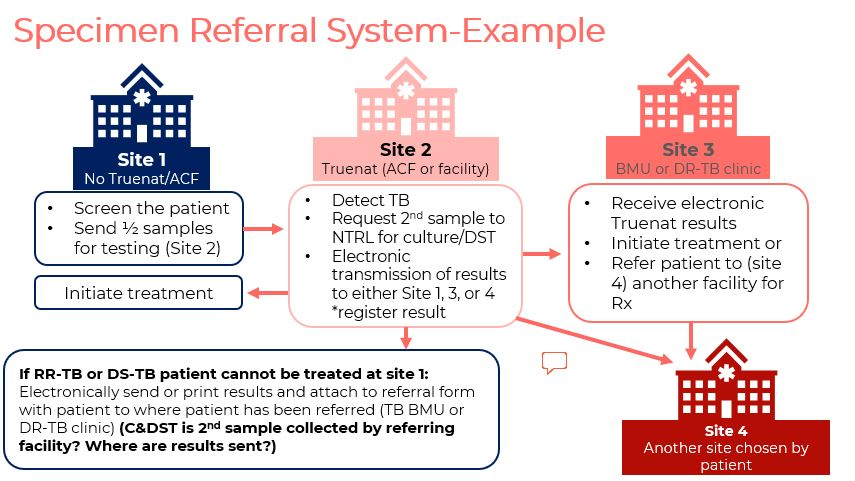 Specimen Referral System-Example
Site 1
No Truenat/ACF
• Screen the patient
• Send ½ samples
for testing (Site 2)
Initiate treatment
Site 2
Truenat (ACF or facility)
• Detect TB
• Request 2nd sample to
NTRL for culture/DST
• Electronic
transmission of results
to either Site 1, 3, or 4
*register result
Site 3
BMU or DR-TB clinic
• Receive electronic
Truenat results
• Initiate treatment or
• Refer patient to (site
4) another facility for
Rx
If RR-TB or DS-TB patient cannot be treated at site 1:
Electronically send or print results and attach to referral form
with patient to where patient has been referred (TB BMU or
DR-TB clinic) (C&DST is 2nd sample collected by referring
facility? Where are results sent?)
Site 4
Another site chosen by
patient